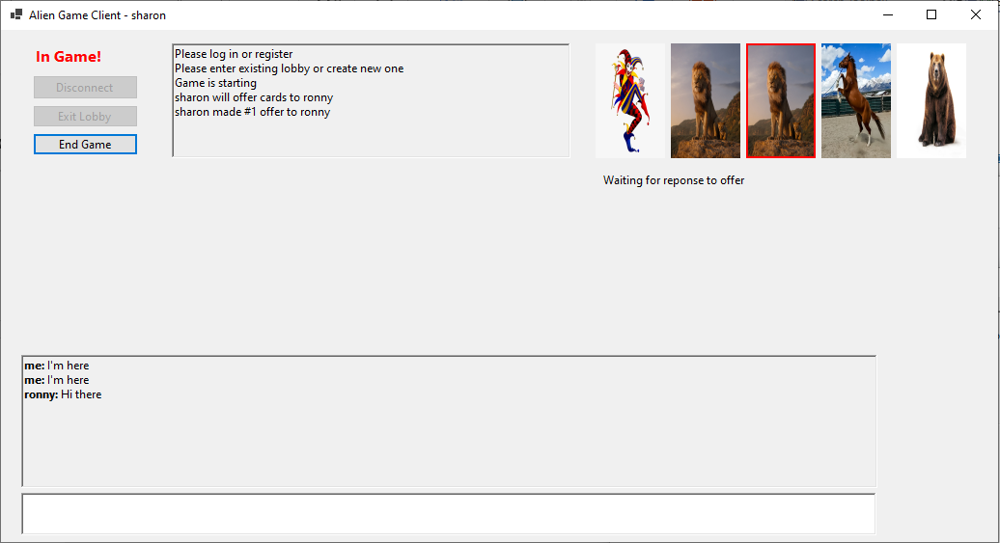 Alien Game Client - sharon
In Game!
Disconnect
Exit Lobby
End Game
Please log in or register
Please enter existing lobby or create new one
Game is starting
sharon will offer cards to ronny
sharon made #1 offer to ronny
Waiting for reponse to offer
me: I'm here
me: I'm here
ronny: Hi there